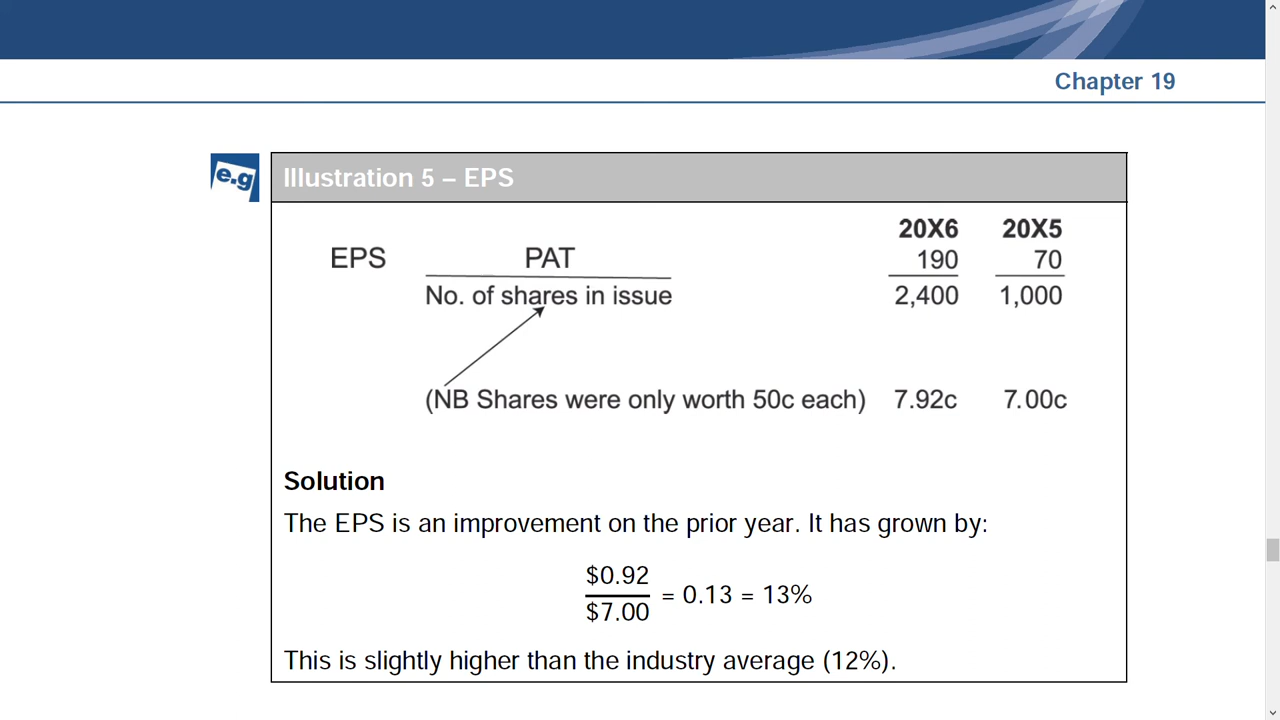 Chapter 19
e.g
Illustration 5 – EPS
20X6 20X5
EPS PAT 190 70
No. of shares in issue 2,400 1,000
(NB Shares were only worth 50c each) 7.92c 7.00c
Solution
The EPS is an improvement on the prior year. It has grown by:
$0.92
= 0.13 = 13%
$7.00
This is slightly higher than the industry average (12%).